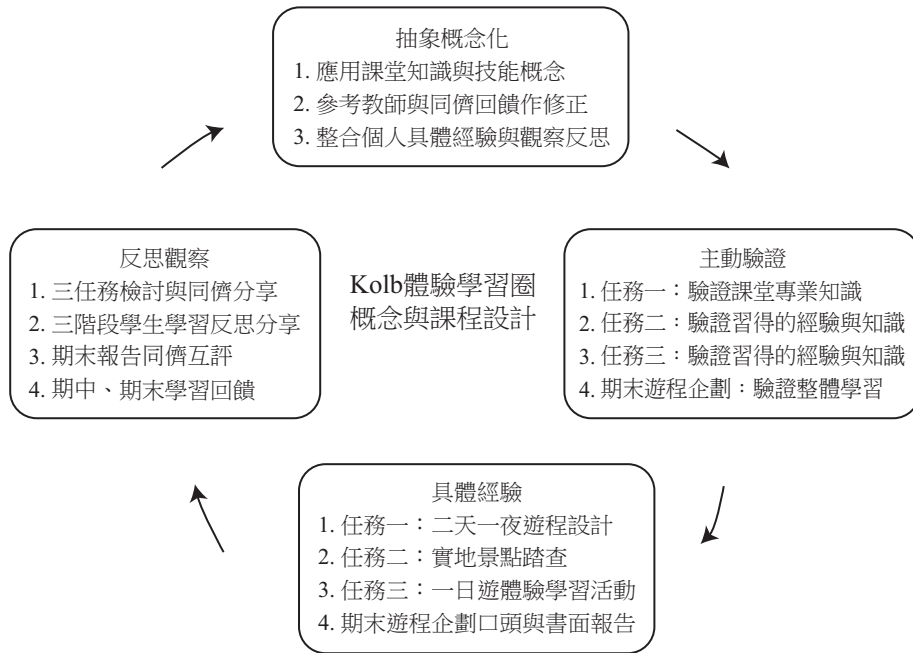 抽象概念化
1. 應用課堂知識與技能概念
2. 參考教師與同儕回饋作修正
3. 整合個人具體經驗與觀察反思
反思觀察
1. 三任務檢討與同儕分享
2. 三階段學生學習反思分享
3. 期末報告同儕互評
4. 期中、期末學習回饋
Kolb體驗學習圈
概念與課程設計
主動驗證
1. 任務一：驗證課堂專業知識
2. 任務二：驗證習得的經驗與知識
3. 任務三：驗證習得的經驗與知識
4. 期末遊程企劃：驗證整體學習
具體經驗
1. 任務一：二天一夜遊程設計
2. 任務二：實地景點踏查
3. 任務三：一日遊體驗學習活動
4. 期末遊程企劃口頭與書面報告